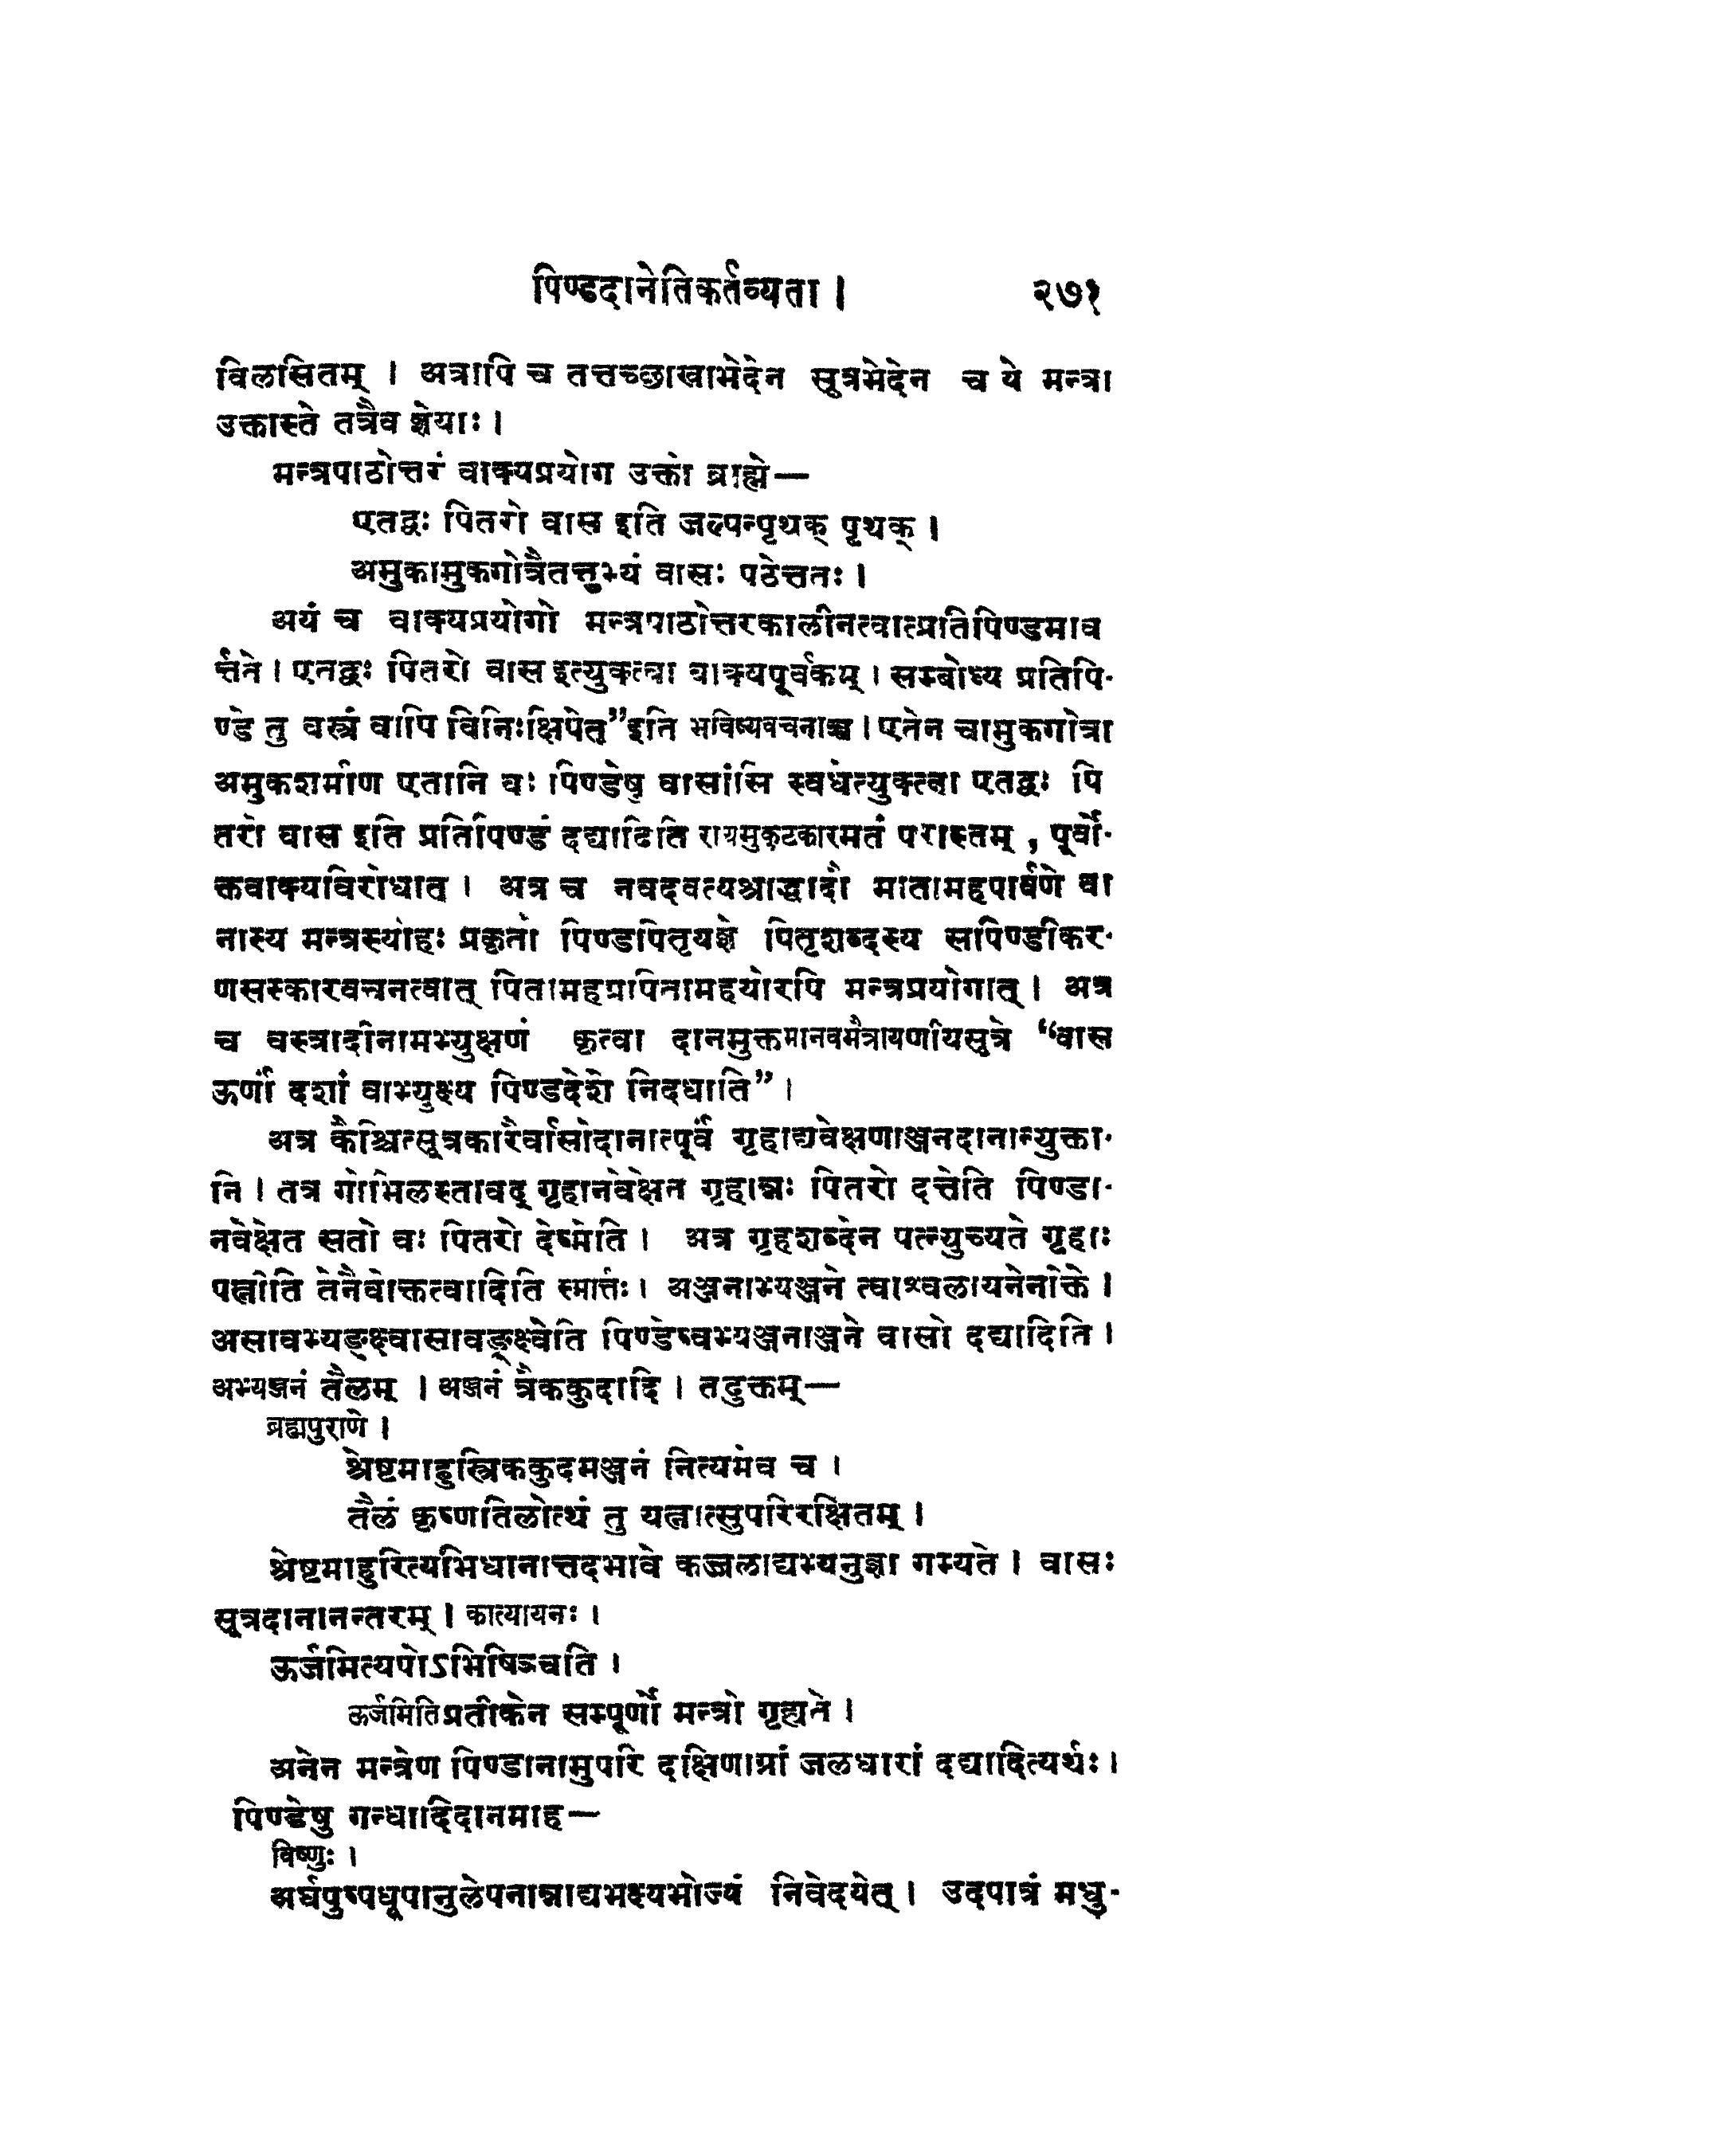 पिण्डदानेतिकर्तव्यता । २७१
विलसितम् । अत्रापि च तत्तच्छाखाभेदेन सूत्रभेदेन च ये मन्त्रा
उक्तास्ते तत्रैव ज्ञेयाः ।
मन्त्रपाठोत्तरं वाक्यप्रयोग उक्तो ब्राह्मे—
एतद्वः पितरो वास इति जल्पन्पृथक् पृथक् ।
अमुकामुकगोत्रैतत्तुभ्यं वासः पठेत्ततः ।
अयं च वाक्यप्रयोगो मन्त्रपाठोत्तरकालीनत्वात्प्रतिपिण्डमाव
र्त्तते । एतद्वः पितरो वास इत्युकत्वा वाक्यपूर्वकम् । सम्बोध्य प्रतिपि-
ण्डे तु वस्त्रं वापि विनिःक्षिपेत्”इति भविष्यवचनाच्च । एतेन चामुकगोत्रा
अमुकशर्माण एतानि वः पिण्डेषु वासांसि स्वधेत्युक्त्वा एतद्वः पि
तरो वास इति प्रतिपिण्डं दद्यादिति रायमुकुटकारमतं परास्तम् , पूर्वो-
क्तवाक्यविरोधात् । अत्र च नवदवत्यश्राद्धादौ मातामहपार्वणे वा
नास्य मन्त्रस्योहः प्रकृतो पिण्डपितृयज्ञे पितृशब्दस्य सपिण्डीकर-
णसस्कारवचनत्वात् पितामहप्रपितामहयोरपि मन्त्रप्रयोगात् । अत्र
च वस्त्रादीनामभ्युक्षणं कृत्वा दानमुक्तमानवमैत्रायणीयसूत्रे “वास
ऊर्णां दशां वाभ्युक्ष्य पिण्डदेशे निदधाति” ।
अत्र कैश्चित्सूत्रकारैर्वासोदानात्पूर्वं गृहाद्यवेक्षणाञ्जनदानान्युक्ता-
नि । तत्र गोभिलस्तावद् गृहानवेक्षेत गृहान्नः पितरो दत्तेति पिण्डा-
नवेक्षेत सतो वः पितरो देष्मेति । अत्र गृहशब्देन पत्न्युच्यते गृहाः
पत्नीति तेनैवोक्तत्वादिति स्मार्त्तः । अञ्जनाभ्यञ्जने त्वाश्वलायनेनोक्ते ।
असावभ्यङ्क्ष्वासावङ्क्ष्वेति पिण्डेष्वभ्यञ्जनाञ्जने वासो दद्यादिति ।
अभ्यञ्जनं तैलम् । अञ्जनं त्रैककुदादि । तदुक्तम्—
ब्रह्मपुराणे ।
श्रेष्टमाहुस्त्रिककुदमञ्जनं नित्यमेव च ।
तैलं कृष्णतिलोत्थं तु यत्नात्सुपरिरक्षितम् ।
श्रेष्टमाहुरित्यभिधानात्तदभावे कज्जलाद्यभ्यनुज्ञा गम्यते । वासः
सूत्रदानानन्तरम् । कात्यायनः ।
ऊर्जमित्यपोऽभिषिञ्चति ।
ऊर्जमितिप्रतीकेन सम्पूर्णो मन्त्रो गृह्यते ।
अनेन मन्त्रेण पिण्डानामुपरि दक्षिणाग्रां जलधारां दद्यादित्यर्थः ।
पिण्डेषु गन्धादिदानमाह—
विष्णुः ।
अर्घपुष्पधूपानुलेपनान्नाद्यभक्ष्यभोज्यं निवेदयेत् । उदपात्रं मधु-